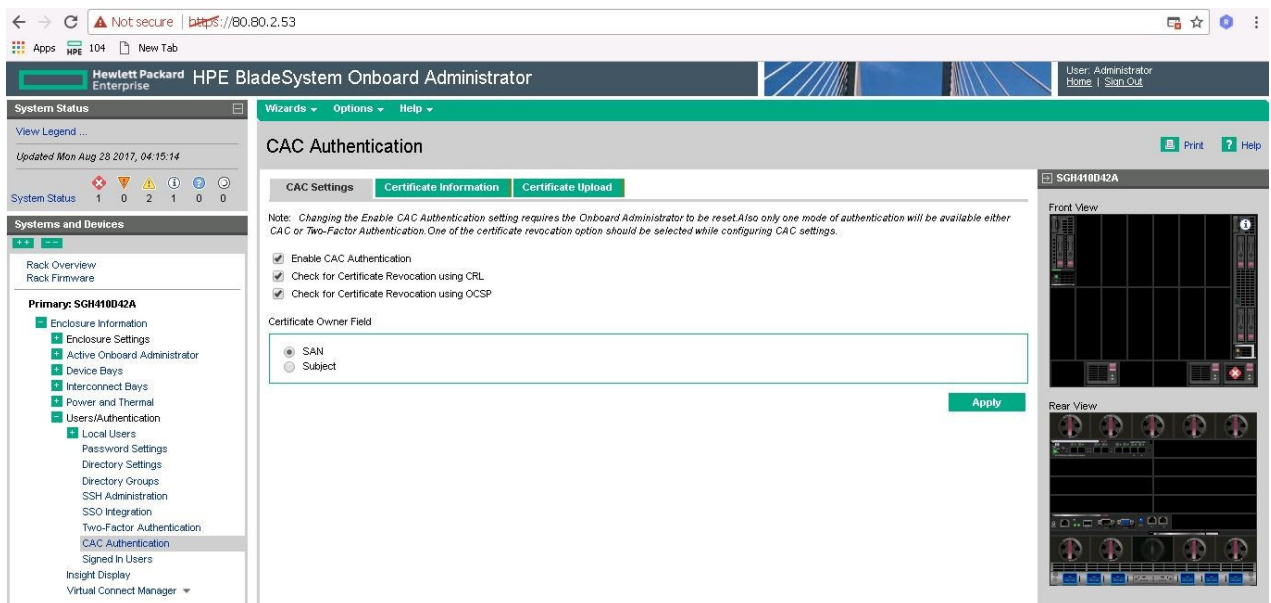 Not secure | https://80.80.2.53
Apps HPE 104 New Tab
Hewlett Packard Enterprise HPE BladeSystem Onboard Administrator
User: Administrator
Home | Sign Out
System Status
View Legend ...
Updated Mon Aug 28 2017, 04:15:14
System Status 1 0 2 1 0 0
Systems and Devices
Rack Overview
Rack Firmware
Primary: SGH410D42A
Enclosure Information
Enclosure Settings
Active Onboard Administrator
Device Bays
Interconnect Bays
Power and Thermal
Users/Authentication
Local Users
Password Settings
Directory Settings
Directory Groups
SSH Administration
SSO Integration
Two-Factor Authentication
CAC Authentication
Signed In Users
Insight Display
Virtual Connect Manager
Wizards Options Help
CAC Authentication
Print Help
CAC Settings Certificate Information Certificate Upload
Note: Changing the Enable CAC Authentication setting requires the Onboard Administrator to be reset.Also only one mode of authentication will be available either
CAC or Two-Factor Authentication.One of the certificate revocation option should be selected while configuring CAC settings.
Enable CAC Authentication
Check for Certificate Revocation using CRL
Check for Certificate Revocation using OCSP
Certificate Owner Field
SAN
Subject
Apply
SGH410D42A
Front View
Rear View